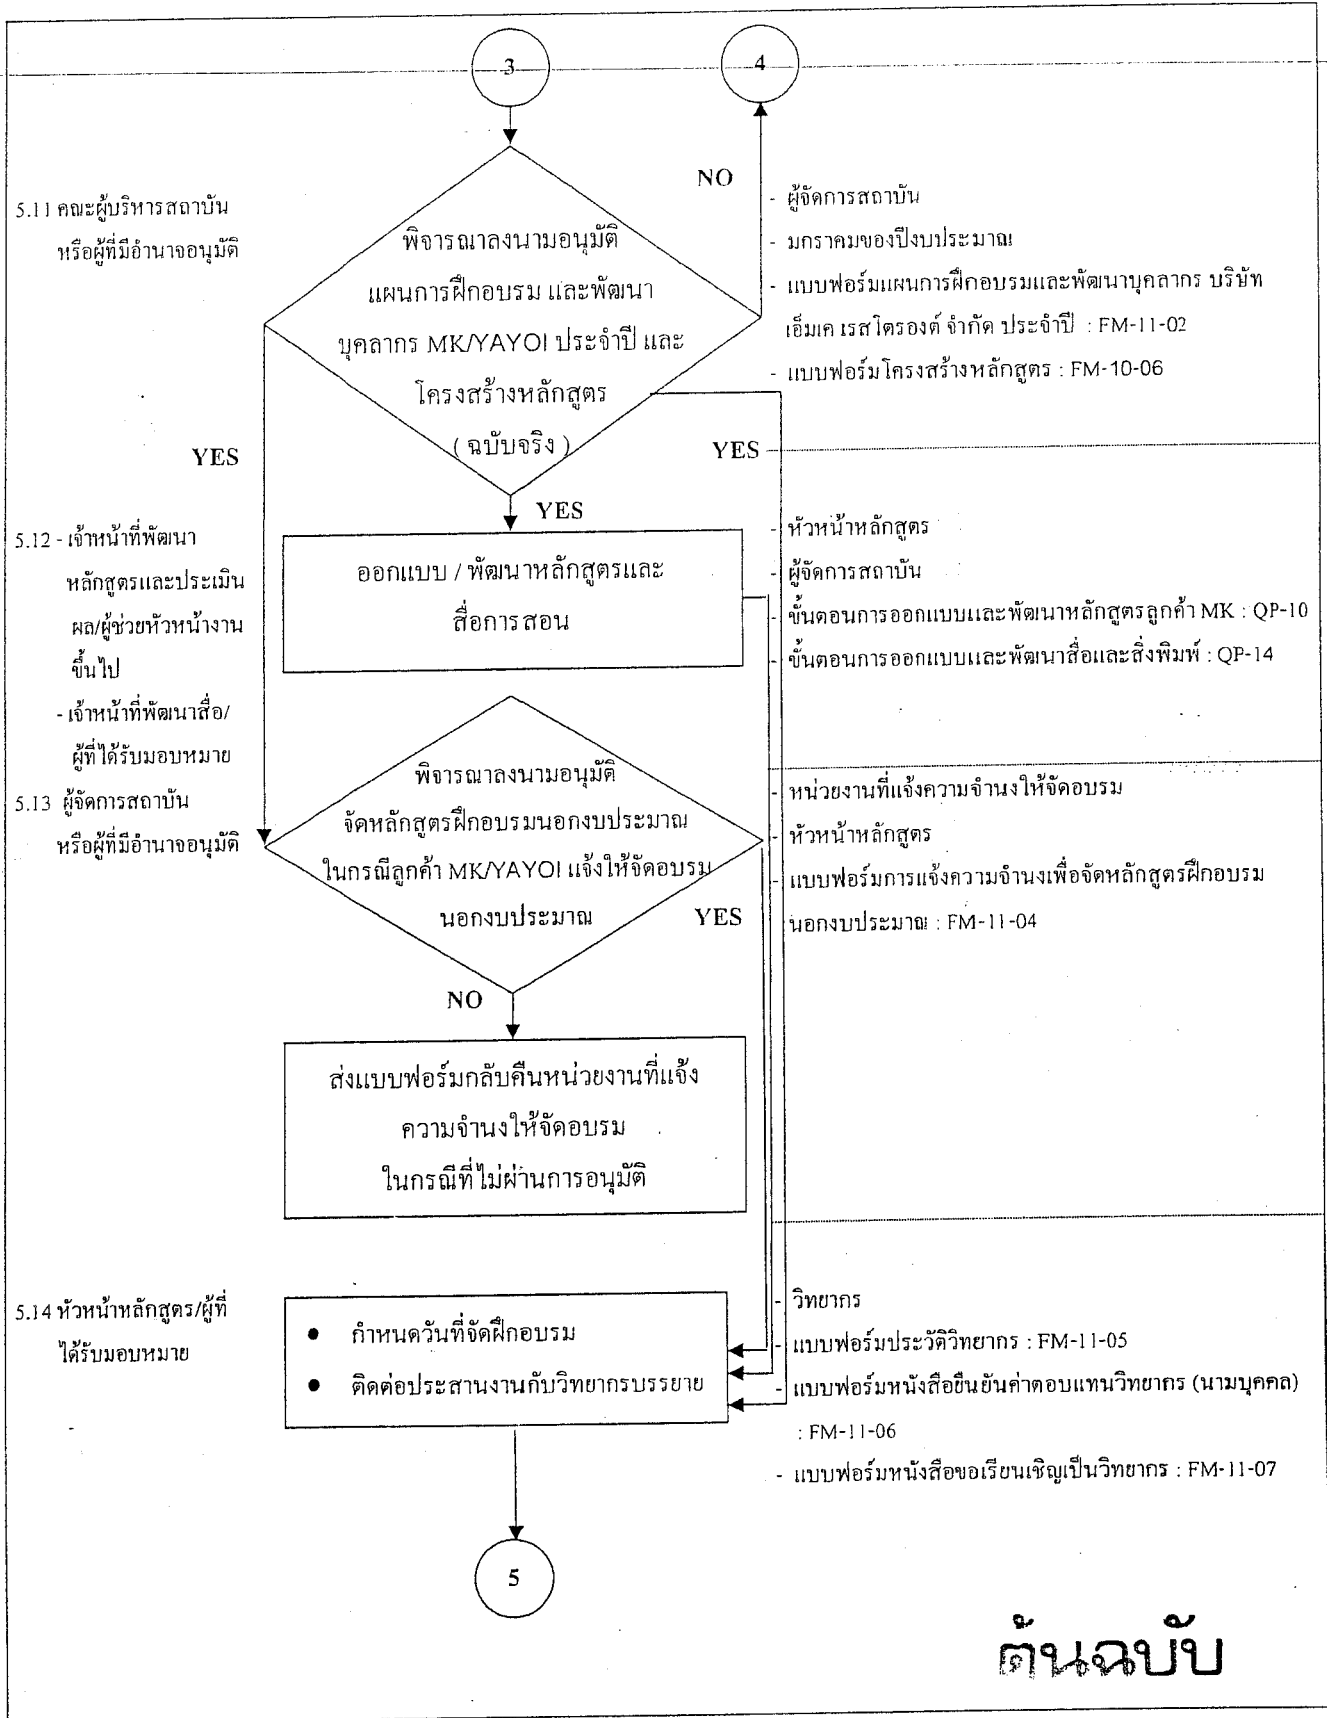 3
4
NO
5.11 คณะผู้บริหารสถาบัน
หรือผู้ที่มีอำนาจอนุมัติ
พิจารณาลงนามอนุมัติ
แผนการฝึกอบรม และพัฒนา
บุคลากร MK/YAYOI ประจำปี และ
โครงสร้างหลักสูตร
( ฉบับจริง )
- ผู้จัดการสถาบัน
- มกราคมของปีงบประมาณ
- แบบฟอร์มแผนการฝึกอบรมและพัฒนาบุคลากร บริษัท
เอ็มเค เรสโตรองต์ จำกัด ประจำปี : FM-11-02
- แบบฟอร์มโครงสร้างหลักสูตร : FM-10-06
YES
YES
YES
5.12 - เจ้าหน้าที่พัฒนา
หลักสูตรและประเมิน
ผล/ผู้ช่วยหัวหน้างาน
ขึ้นไป
- เจ้าหน้าที่พัฒนาสื่อ/
ผู้ที่ได้รับมอบหมาย
ออกแบบ / พัฒนาหลักสูตรและ
สื่อการสอน
- หัวหน้าหลักสูตร
- ผู้จัดการสถาบัน
- ขั้นตอนการออกแบบและพัฒนาหลักสูตรลูกค้า MK : QP-10
- ขั้นตอนการออกแบบและพัฒนาสื่อและสิ่งพิมพ์ : QP-14
5.13 ผู้จัดการสถาบัน
หรือผู้ที่มีอำนาจอนุมัติ
พิจารณาลงนามอนุมัติ
จัดหลักสูตรฝึกอบรมนอกงบประมาณ
ในกรณีลูกค้า MK/YAYOI แจ้งให้จัดอบรม
นอกงบประมาณ
YES
NO
- หน่วยงานที่แจ้งความจำนงให้จัดอบรม
- หัวหน้าหลักสูตร
- แบบฟอร์มการแจ้งความจำนงเพื่อจัดหลักสูตรฝึกอบรม
นอกงบประมาณ : FM-11-04
ส่งแบบฟอร์มกลับคืนหน่วยงานที่แจ้ง
ความจำนงให้จัดอบรม
ในกรณีที่ไม่ผ่านการอนุมัติ
5.14 หัวหน้าหลักสูตร/ผู้ที่
ได้รับมอบหมาย
● กำหนดวันที่จัดฝึกอบรม
● ติดต่อประสานงานกับวิทยากรบรรยาย
- วิทยากร
- แบบฟอร์มประวัติวิทยากร : FM-11-05
- แบบฟอร์มหนังสือยืนยันค่าตอบแทนวิทยากร (นามบุคคล)
: FM-11-06
- แบบฟอร์มหนังสือขอเรียนเชิญเป็นวิทยากร : FM-11-07
5
ต้นฉบับ